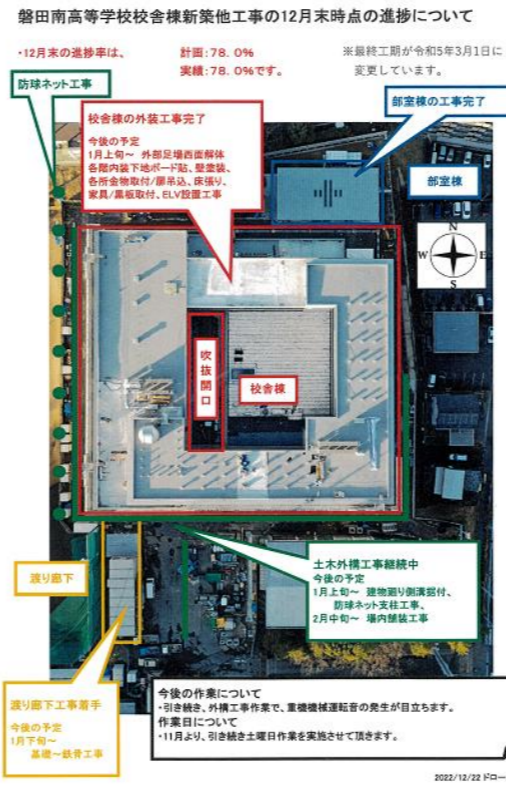 磐田南高等学校校舎棟新築他工事の12月末時点の進捗について
・12月末の進捗率は、 計画:78.0% ※最終工期が令和5年3月1日に
実績:78.0%です。 変更しています。
防球ネット工事
校舎棟の外装工事完了
今後の予定
1月上旬～ 外部足場西面解体
各階内装下地ボード貼、壁塗装、
各所金物取付/扉吊込、床張り、
家具/黒板取付、ELV設置工事
部室棟の工事完了
部室棟
N
W E
S
吹抜開口
校舎棟
土木外構工事継続中
今後の予定
1月上旬～ 建物廻り側溝据付、
防球ネット支柱工事、
2月中旬～ 場内舗装工事
渡り廊下
渡り廊下工事着手
今後の予定
1月下旬～
基礎～鉄骨工事
今後の作業について
・引き続き、外構工事作業で、重機機械運転音の発生が目立ちます。
作業日について
・11月より、引き続き土曜日作業を実施させて頂きます。
2022/12/22 ドロー